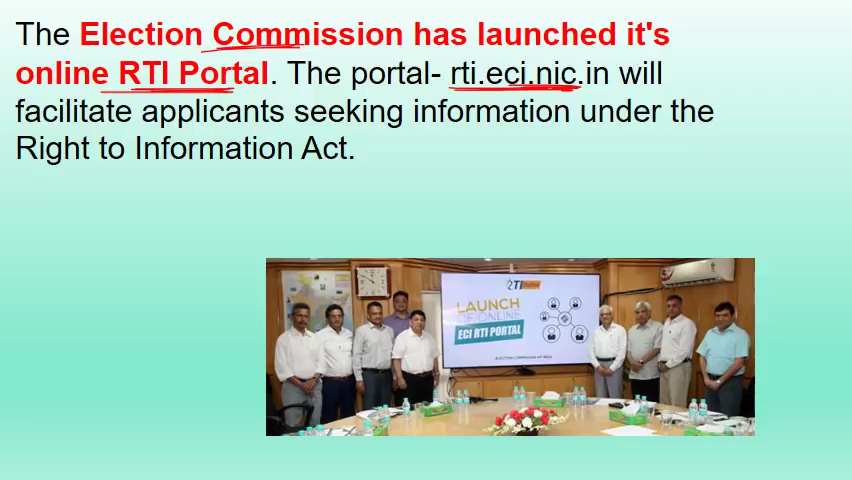 The Election Commission has launched it's
online RTI Portal. The portal- rti.eci.nic.in will
facilitate applicants seeking information under the
Right to Information Act.
RTI Online
LAUNCH
OF ONLINE
ECI RTI PORTAL
ELECTION COMMISSION OF INDIA